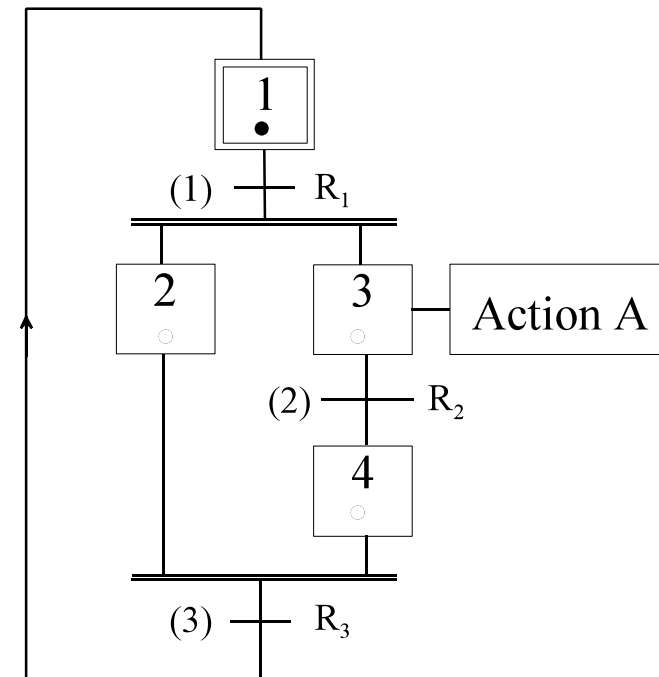 1
(1) R₁
2
3
Action A
(2) R₂
4
(3) R₃